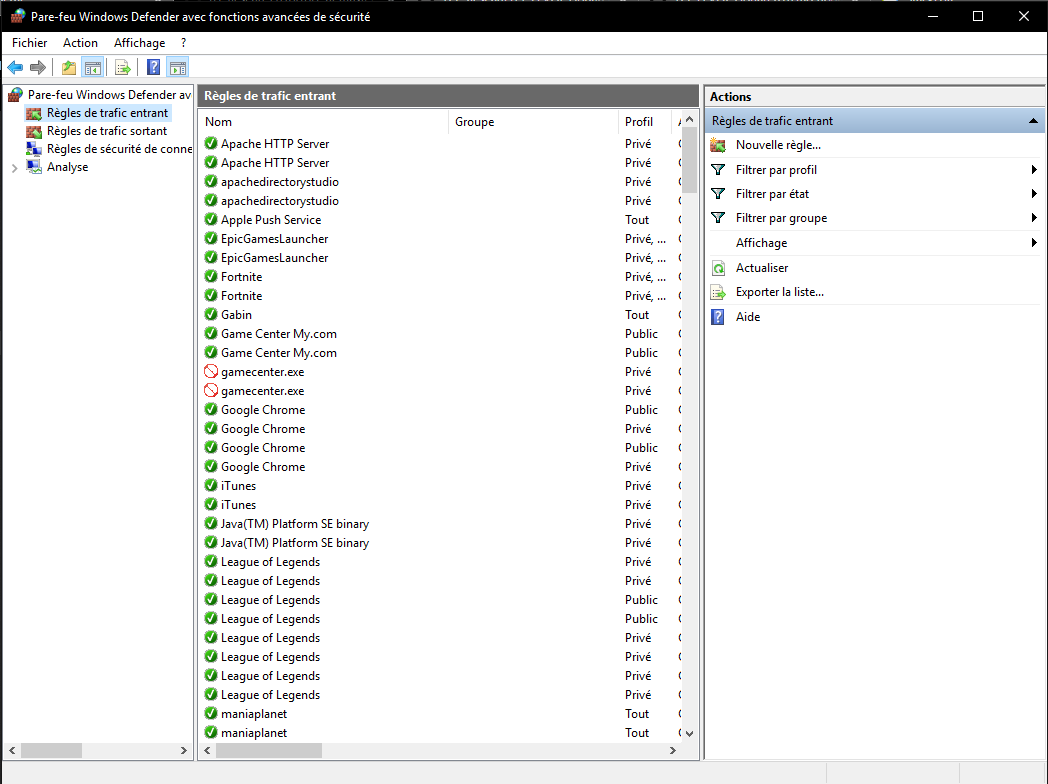 Pare-feu Windows Defender avec fonctions avancées de sécurité
Fichier Action Affichage ?
Pare-feu Windows Defender av
Règles de trafic entrant
Règles de trafic sortant
Règles de sécurité de conne
Analyse
Règles de trafic entrant
Nom Groupe Profil
Apache HTTP Server Privé
Apache HTTP Server Privé
apachedirectorystudio Privé
apachedirectorystudio Privé
Apple Push Service Tout
EpicGamesLauncher Privé, ...
EpicGamesLauncher Privé, ...
Fortnite Privé, ...
Fortnite Privé, ...
Gabin Tout
Game Center My.com Public
Game Center My.com Public
gamecenter.exe Privé
gamecenter.exe Privé
Google Chrome Public
Google Chrome Privé
Google Chrome Public
Google Chrome Privé
iTunes Privé
iTunes Privé
Java(TM) Platform SE binary Privé
Java(TM) Platform SE binary Privé
League of Legends Privé
League of Legends Privé
League of Legends Public
League of Legends Public
League of Legends Privé
League of Legends Privé
League of Legends Privé
League of Legends Privé
maniaplanet Tout
maniaplanet Tout
Actions
Règles de trafic entrant
Nouvelle règle...
Filtrer par profil
Filtrer par état
Filtrer par groupe
Affichage
Actualiser
Exporter la liste...
Aide